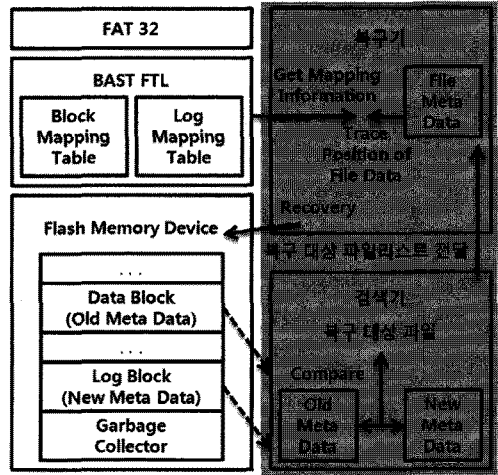 FAT 32
BAST FTL
Block
Mapping
Table
Log
Mapping
Table
Flash Memory Device
. . .
Data Block
(Old Meta Data)
. . .
Log Block
(New Meta Data)
Garbage
Collector
복구기
Get Mapping
Information
File
Meta
Data
Trace
Position of
File Data
Recovery
복구 대상 파일리스트 전달
검색기
복구 대상 파일
Compare
Old
Meta
Data
New
Meta
Data